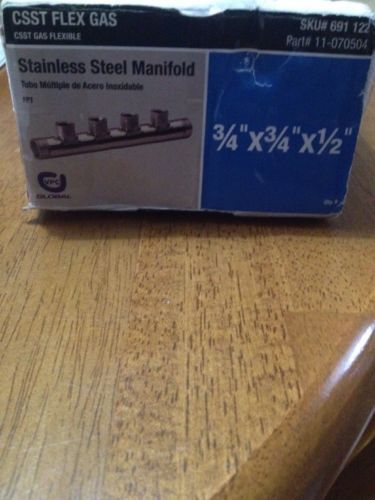 CSST FLEX GAS
CSST GAS FLEXIBLE
SKU# 691 122
Part# 11-070504
Stainless Steel Manifold
Tubo Múltiple de Acero Inoxidable
¾"x¾"x½"
VPC
GLOBAL